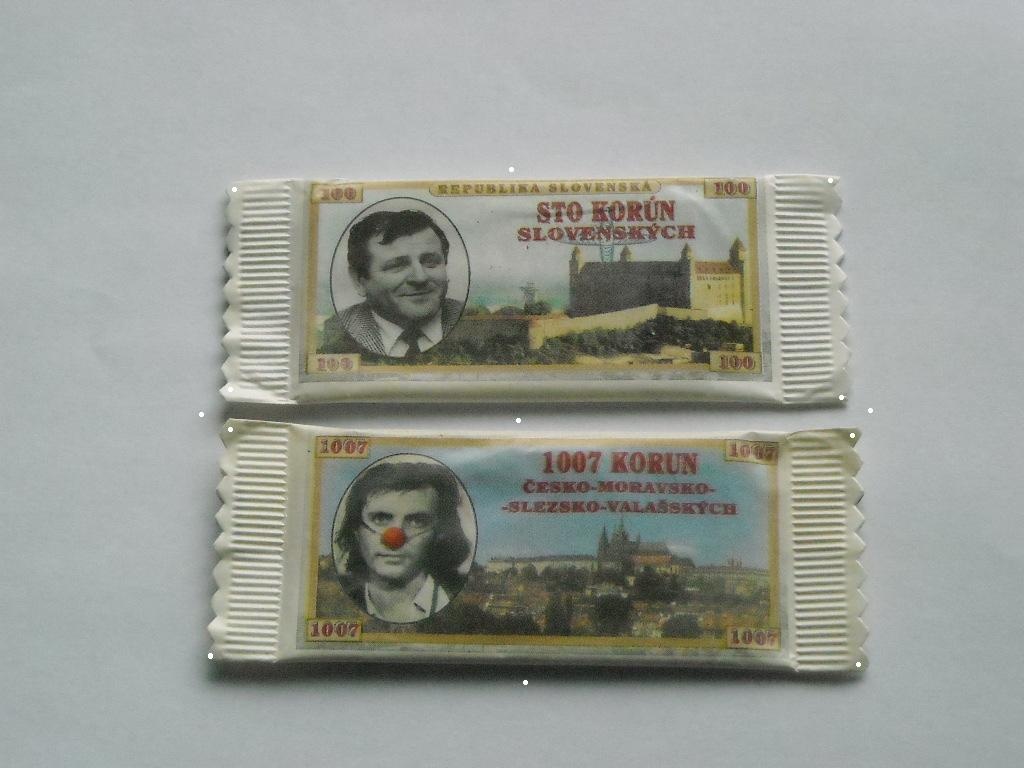 100 REPUBLIKA SLOVENSKÁ 100
STO KORÚN
SLOVENSKÝCH
100 100
1007 1007
1007 KORUN
ČESKO-MORAVSKO-
-SLEZSKO-VALAŠSKÝCH
1007 1007